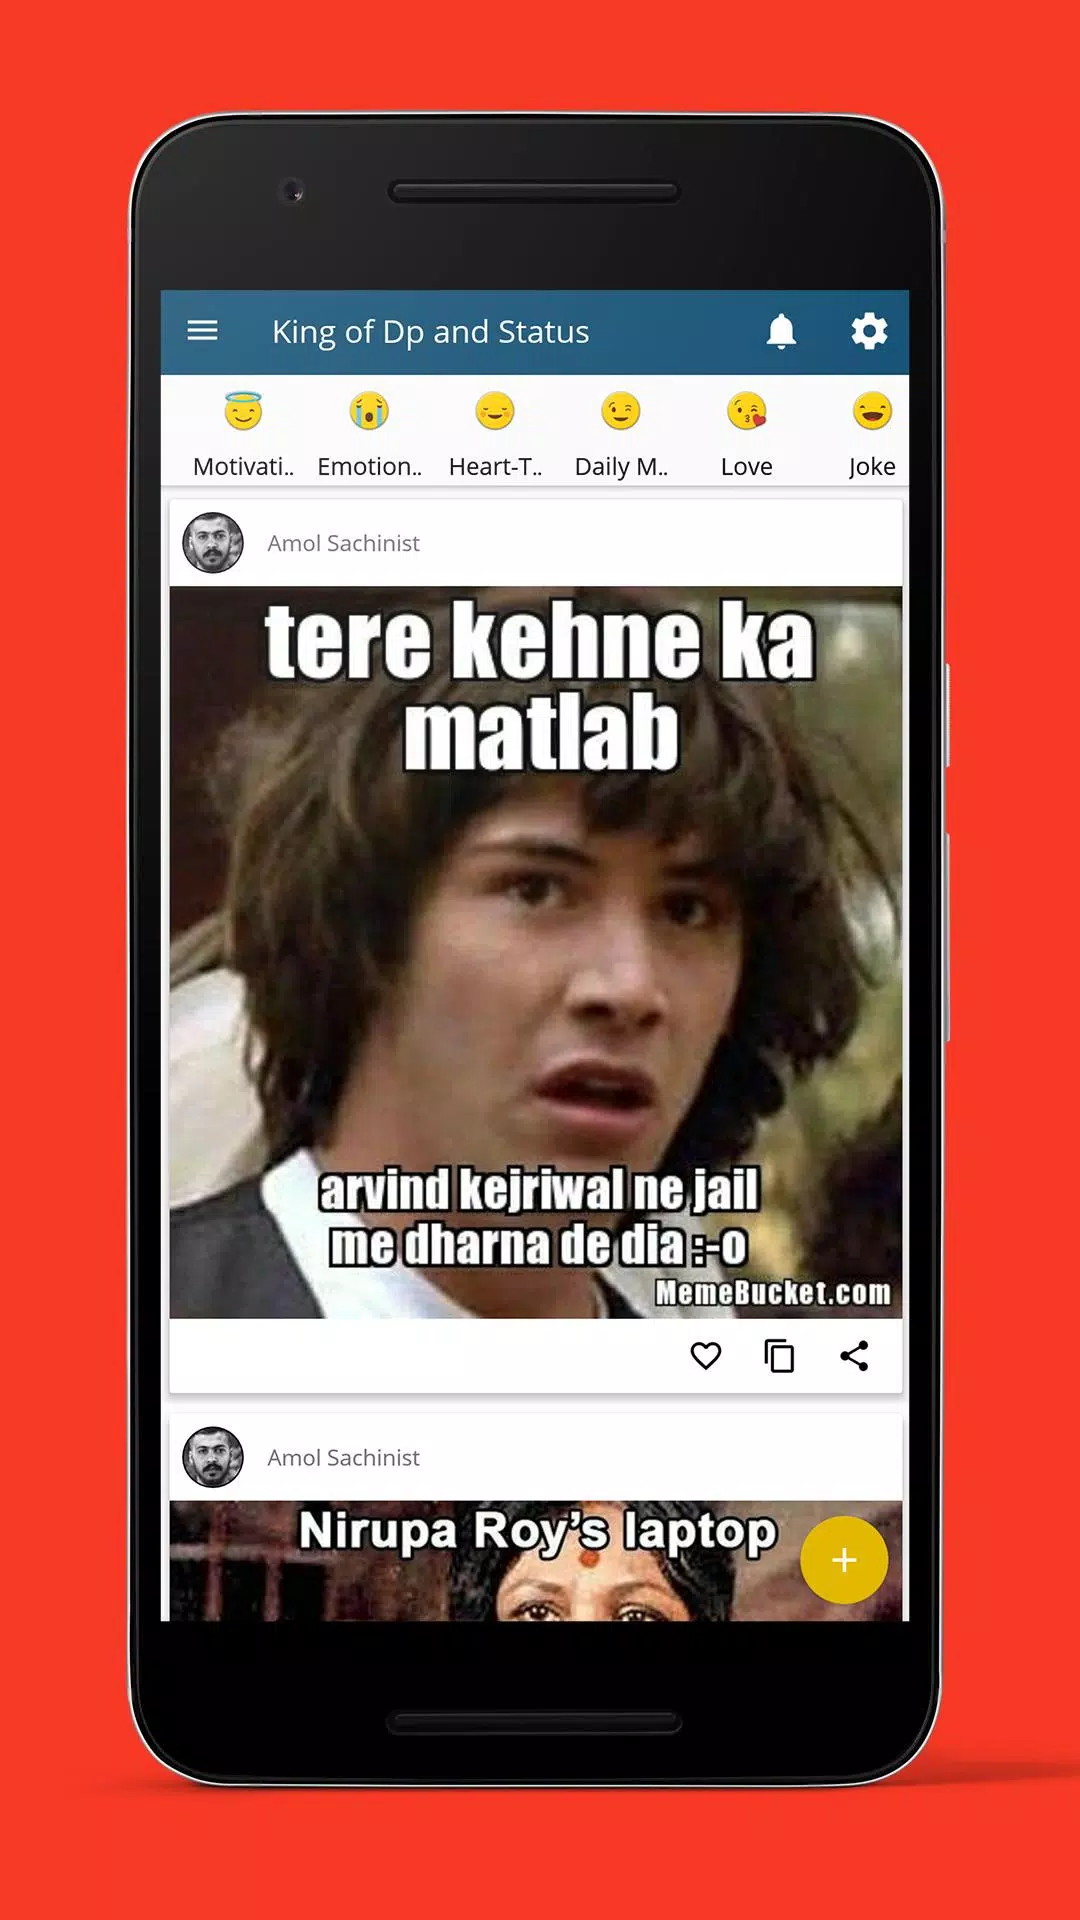 King of Dp and Status
Motivati..
Emotion..
Heart-T..
Daily M..
Love
Joke
Amol Sachinist
tere kehne ka
matlab
arvind kejriwal ne jail
me dharna de dia :-o
MemeBucket.com
Amol Sachinist
Nirupa Roy's laptop